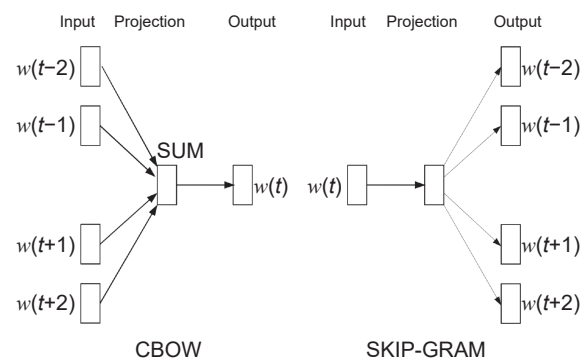 Input Projection Output Input Projection Output
w(t−2) w(t−2)
w(t−1) w(t−1)
SUM
w(t) w(t)
w(t+1) w(t+1)
w(t+2) w(t+2)
CBOW SKIP-GRAM